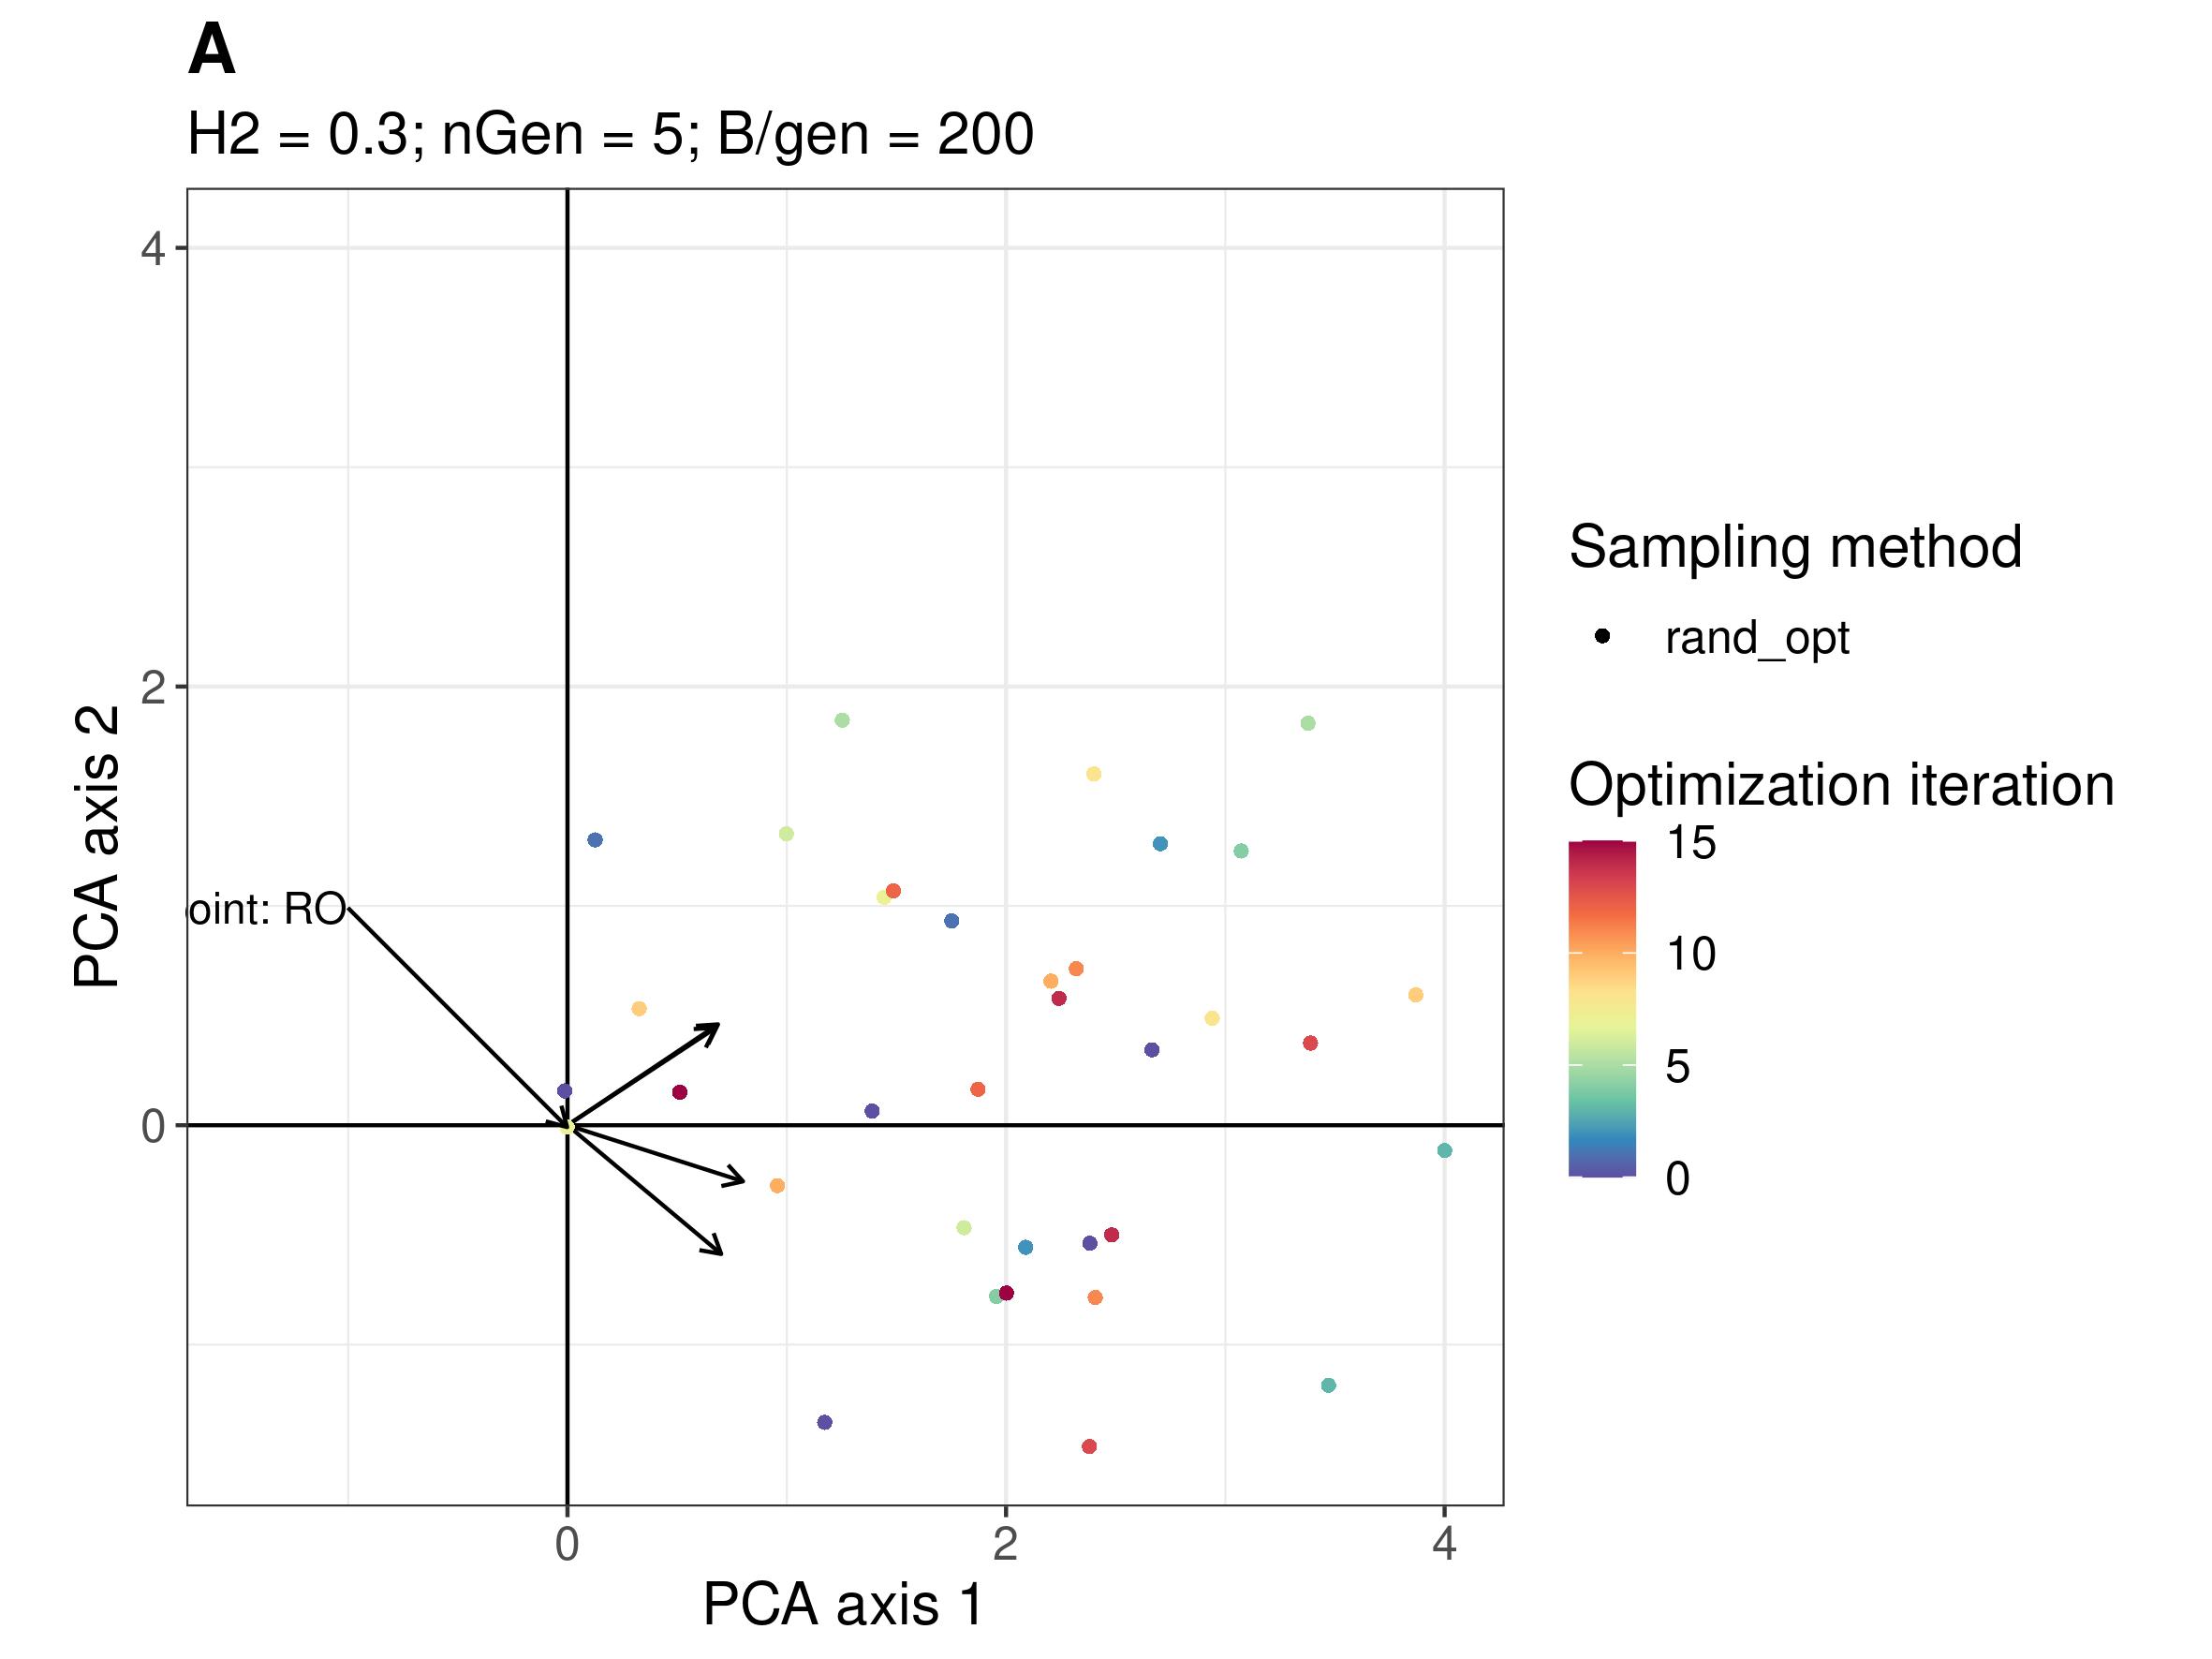 A
H2 = 0.3; nGen = 5; B/gen = 200
4
2
0
PCA axis 2
oint: RO
0
2
4
PCA axis 1
Sampling method
rand_opt
Optimization iteration
15
10
5
0